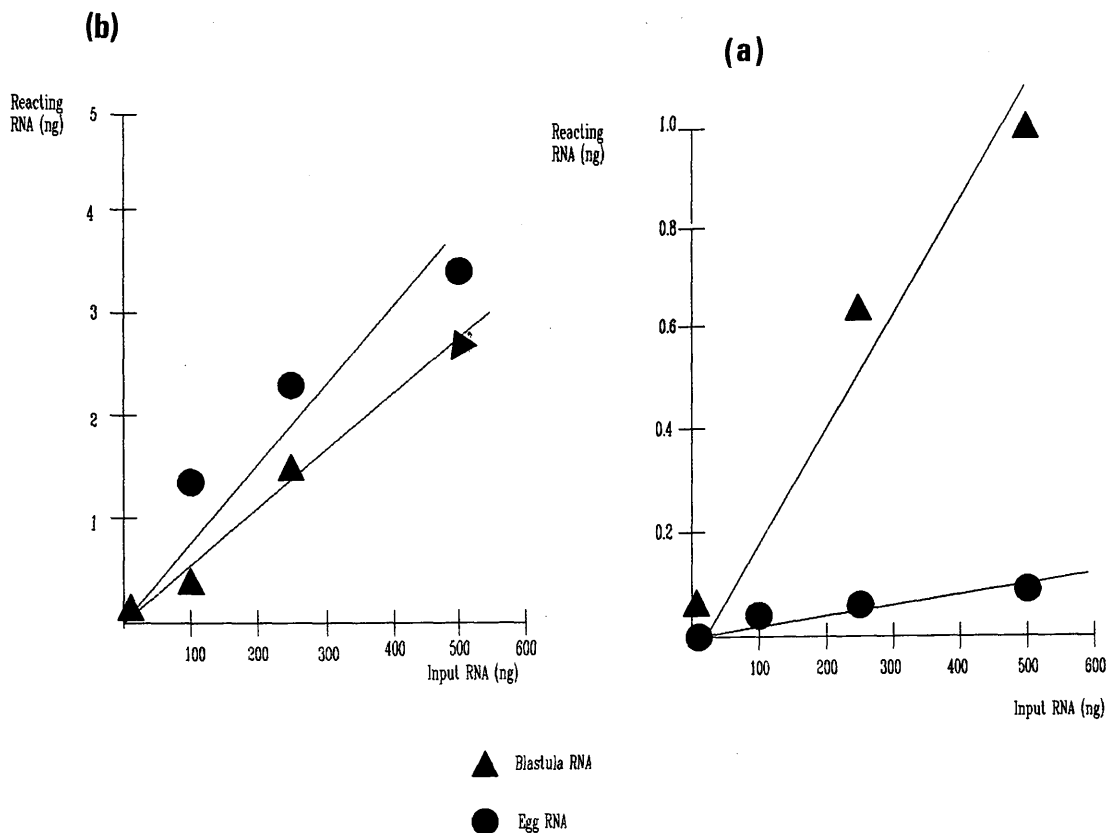 (b)
(a)
Reacting
RNA (ng)
5
4
3
2
1
100
200
300
400
500
600
Input RNA (ng)
Reacting
RNA (ng)
1.0
0.8
0.6
0.4
0.2
100
200
300
400
500
600
Input RNA (ng)
Blastula RNA
Egg RNA